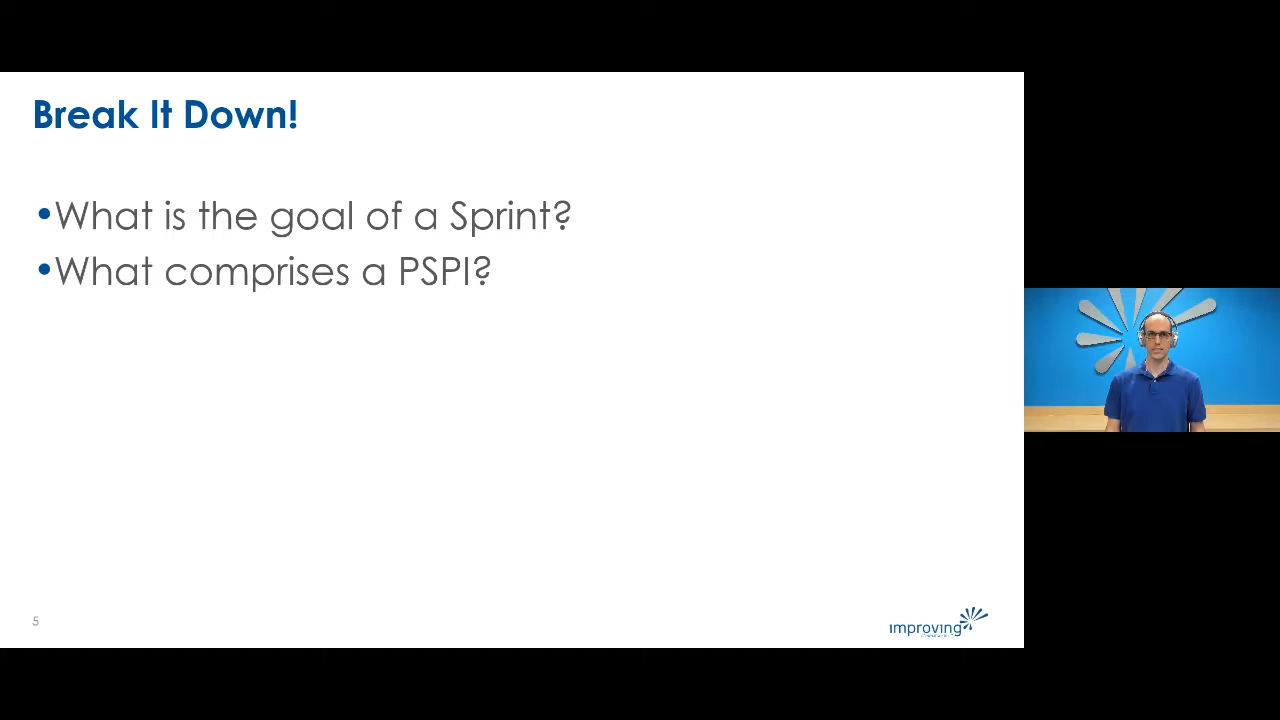 Break It Down!
•What is the goal of a Sprint?
•What comprises a PSPI?
5
improving